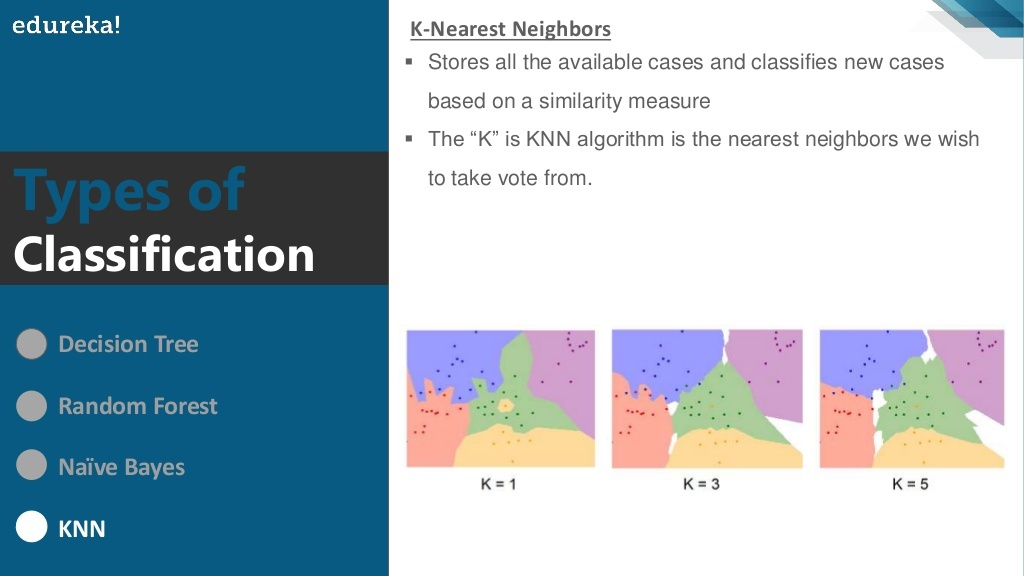 edureka!
Types of
Classification
Decision Tree
Random Forest
Naïve Bayes
KNN
K-Nearest Neighbors
▪ Stores all the available cases and classifies new cases
based on a similarity measure
▪ The “K” is KNN algorithm is the nearest neighbors we wish
to take vote from.
K = 1
K = 3
K = 5